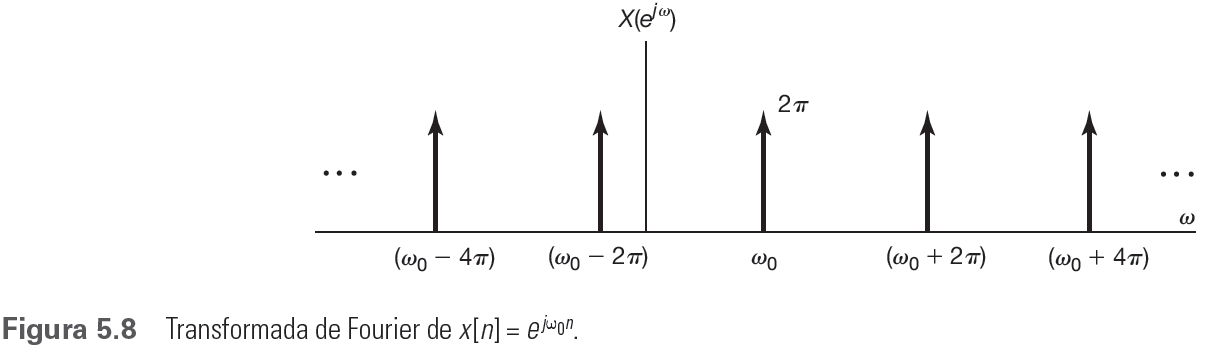 X(e^{jω})
2π
... ...
ω
(ω₀ − 4π) (ω₀ − 2π) ω₀ (ω₀ + 2π) (ω₀ + 4π)
Figura 5.8 Transformada de Fourier de x[n] = e^{jω₀n}.